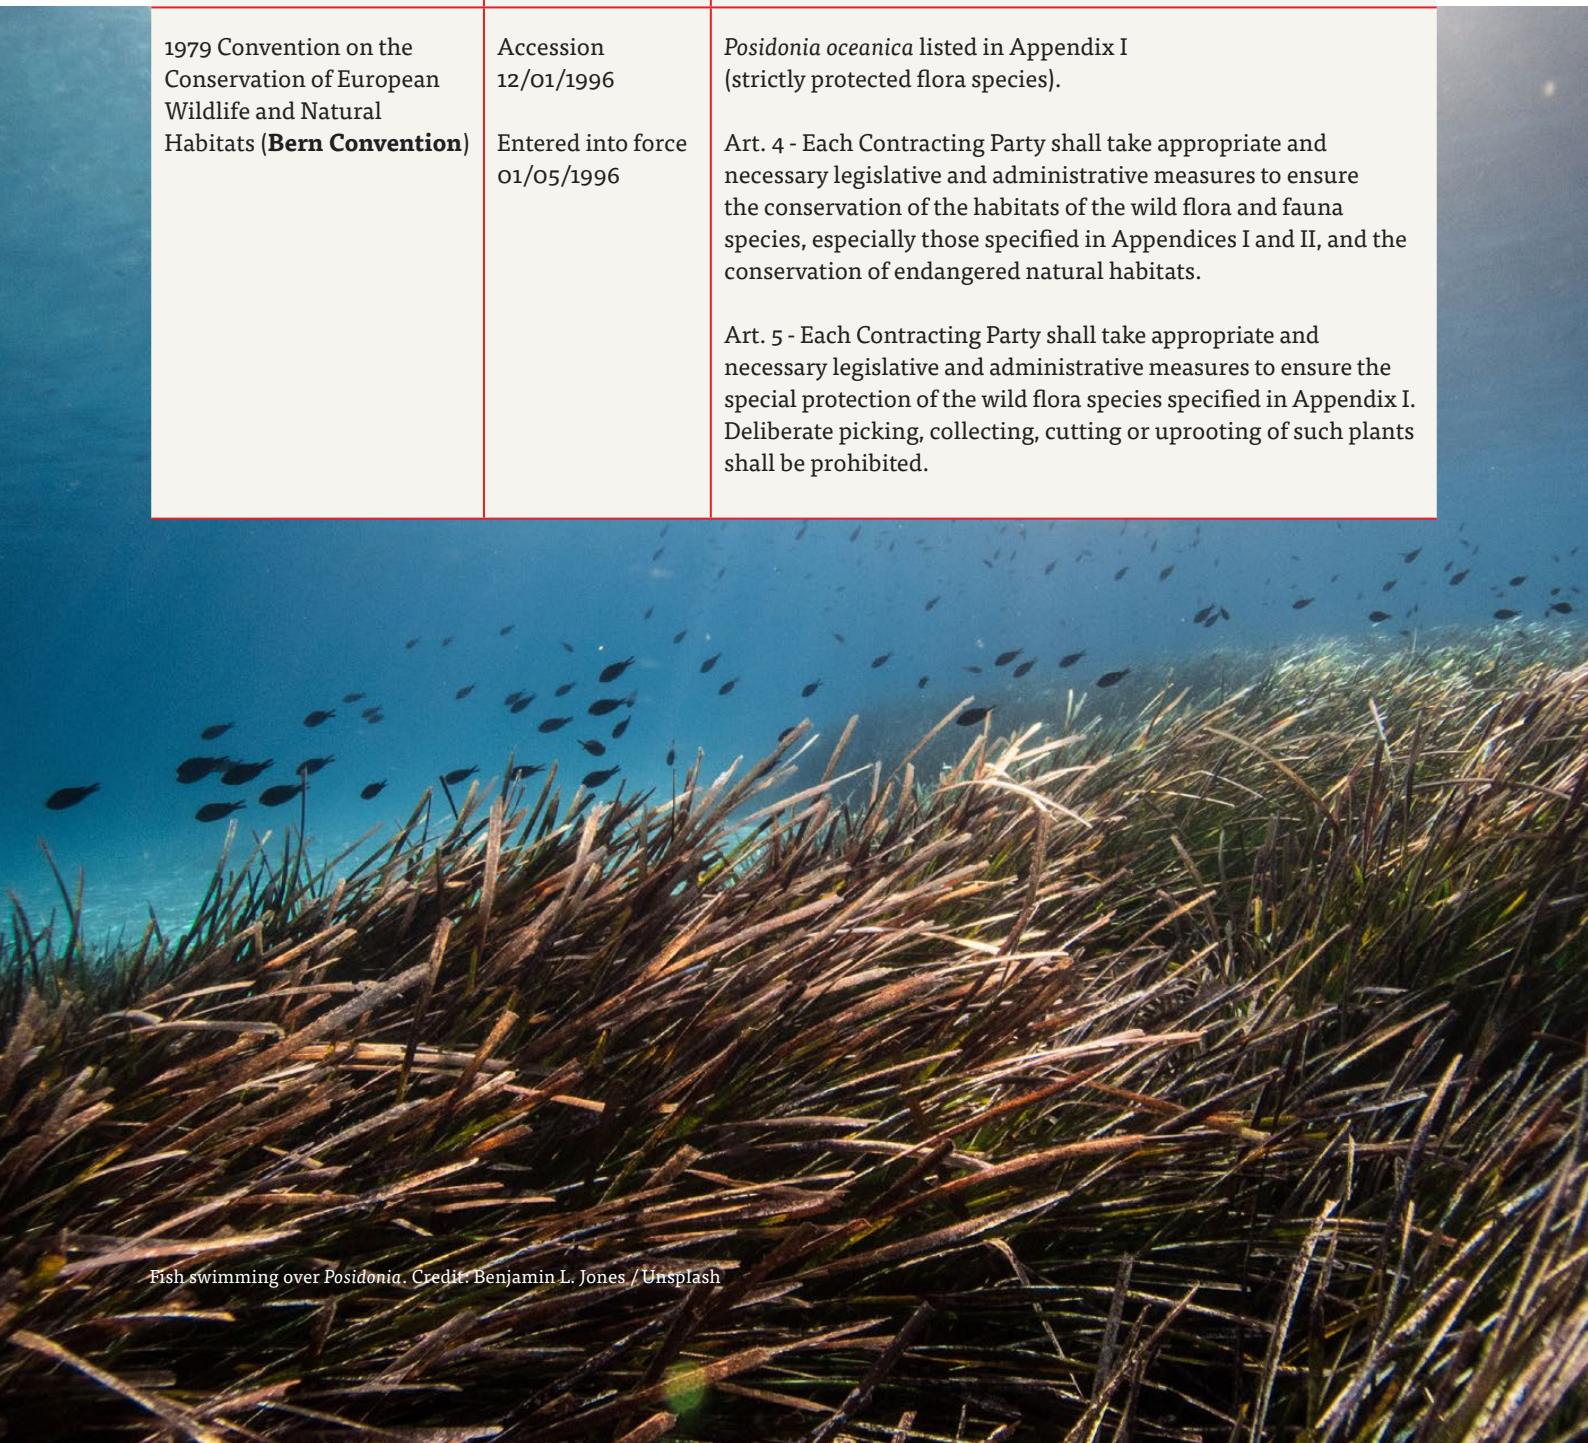 1979 Convention on the
Conservation of European
Wildlife and Natural
Habitats (Bern Convention)
Accession
12/01/1996
Entered into force
01/05/1996
Posidonia oceanica listed in Appendix I
(strictly protected flora species).
Art. 4 - Each Contracting Party shall take appropriate and
necessary legislative and administrative measures to ensure
the conservation of the habitats of the wild flora and fauna
species, especially those specified in Appendices I and II, and the
conservation of endangered natural habitats.
Art. 5 - Each Contracting Party shall take appropriate and
necessary legislative and administrative measures to ensure the
special protection of the wild flora species specified in Appendix I.
Deliberate picking, collecting, cutting or uprooting of such plants
shall be prohibited.
Fish swimming over Posidonia. Credit: Benjamin L. Jones / Unsplash